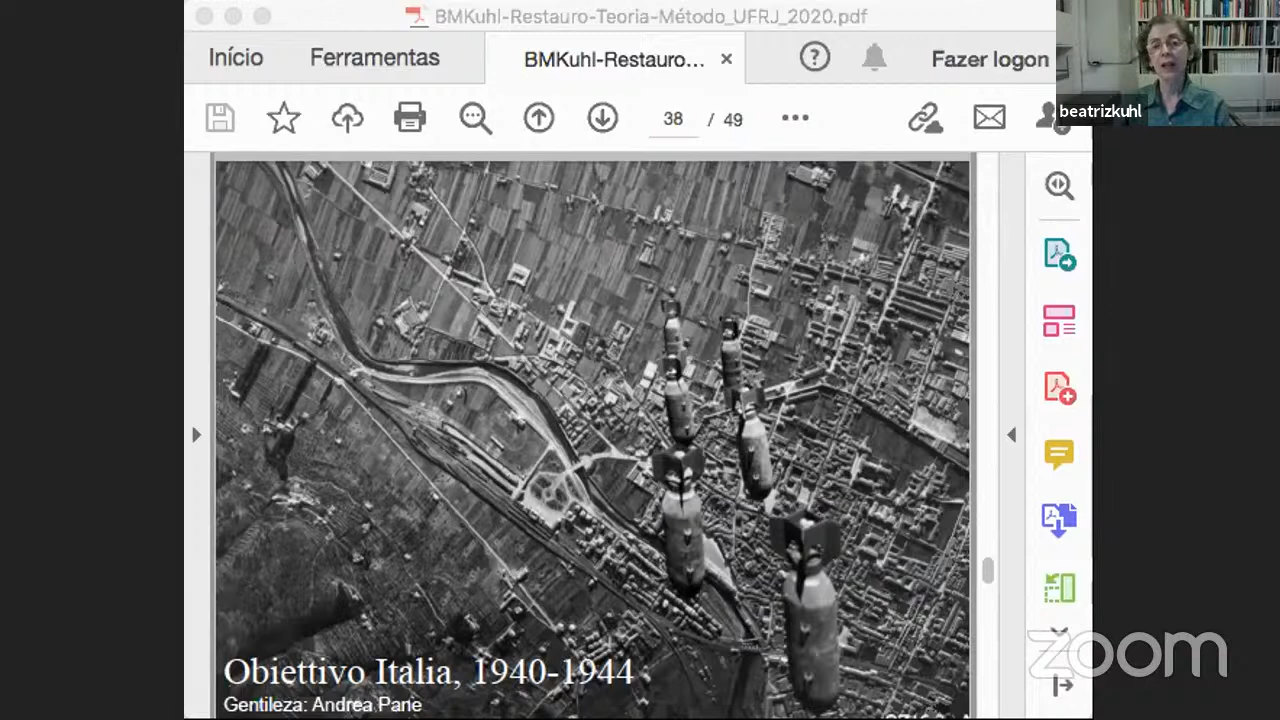 BMKuhl-Restauro-Teoria-Método_UFRJ_2020.pdf
Início Ferramentas BMKuhl-Restauro... × Fazer logon
38 / 49
beatrizkuhl
Obiettivo Italia, 1940-1944
Gentileza: Andrea Pane
zoom